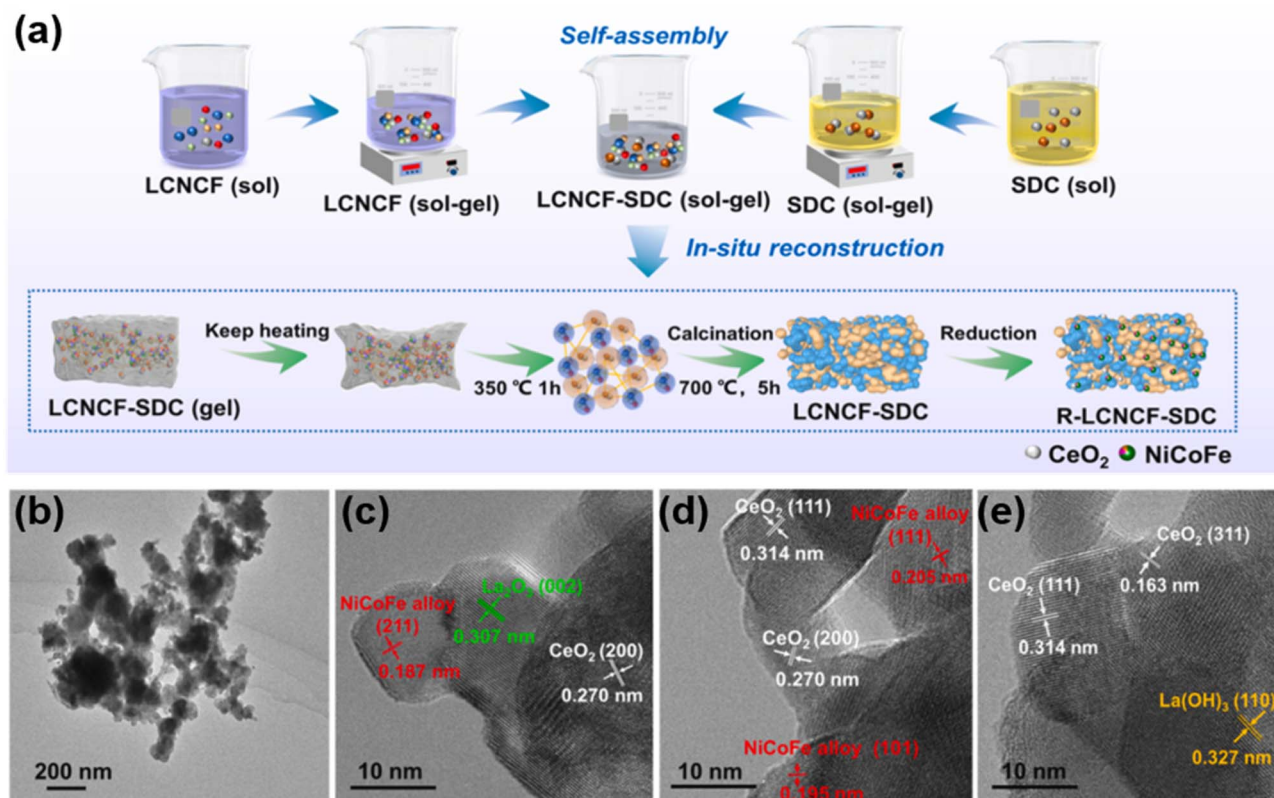 (a)
Self-assembly
LCNCF (sol)
LCNCF (sol-gel)
LCNCF-SDC (sol-gel)
SDC (sol-gel)
SDC (sol)
In-situ reconstruction
Keep heating
350 ℃ 1h
Calcination
700 ℃, 5h
Reduction
LCNCF-SDC (gel)
LCNCF-SDC
R-LCNCF-SDC
CeO₂ NiCoFe
(b)
200 nm
(c)
NiCoFe alloy
(211)
0.187 nm
La₂O₃ (002)
0.307 nm
CeO₂ (200)
0.270 nm
10 nm
(d)
CeO₂ (111)
0.314 nm
NiCoFe alloy
(111)
0.205 nm
CeO₂ (200)
0.270 nm
NiCoFe alloy (101)
0.195 nm
10 nm
(e)
CeO₂ (311)
0.163 nm
CeO₂ (111)
0.314 nm
La(OH)₃ (110)
0.327 nm
10 nm